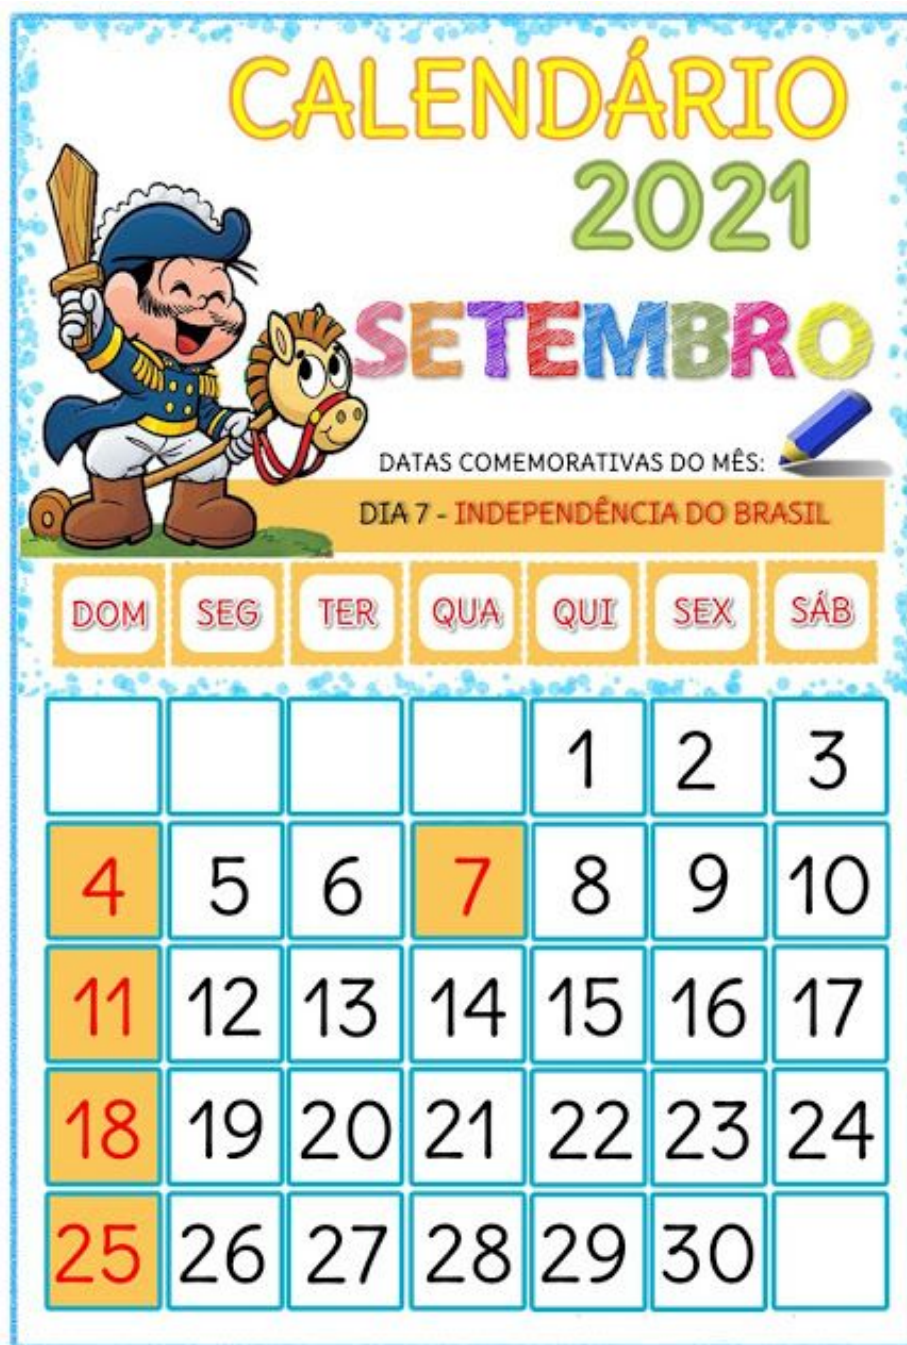 CALENDÁRIO
2021
SETEMBRO
DATAS COMEMORATIVAS DO MÊS:
DIA 7 - INDEPENDÊNCIA DO BRASIL
DOM SEG TER QUA QUI SEX SÁB
1 2 3
4 5 6 7 8 9 10
11 12 13 14 15 16 17
18 19 20 21 22 23 24
25 26 27 28 29 30